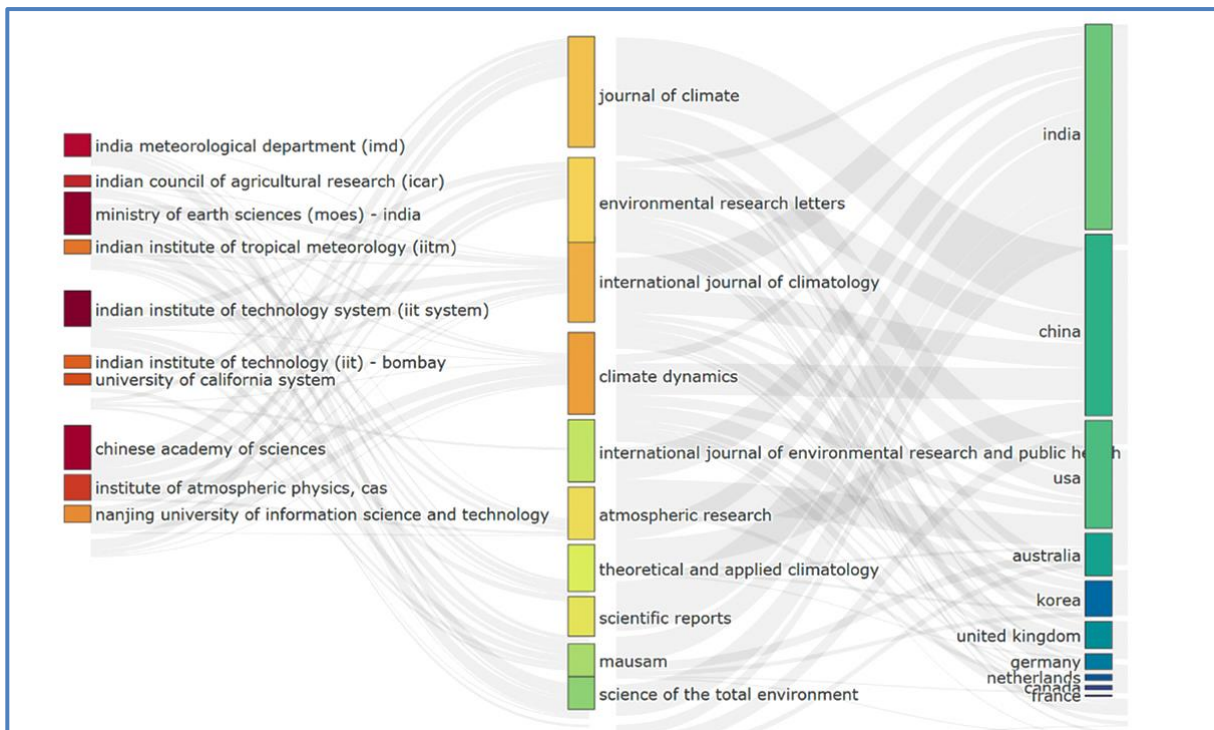 india meteorological department (imd)
indian council of agricultural research (icar)
ministry of earth sciences (moes) - india
indian institute of tropical meteorology (iitm)
indian institute of technology system (iit system)
indian institute of technology (iit) - bombay
university of california system
chinese academy of sciences
institute of atmospheric physics, cas
nanjing university of information science and technology
journal of climate
environmental research letters
international journal of climatology
climate dynamics
international journal of environmental research and public health
atmospheric research
theoretical and applied climatology
scientific reports
mausam
science of the total environment
india
china
usa
australia
korea
united kingdom
germany
netherlands
canada
france